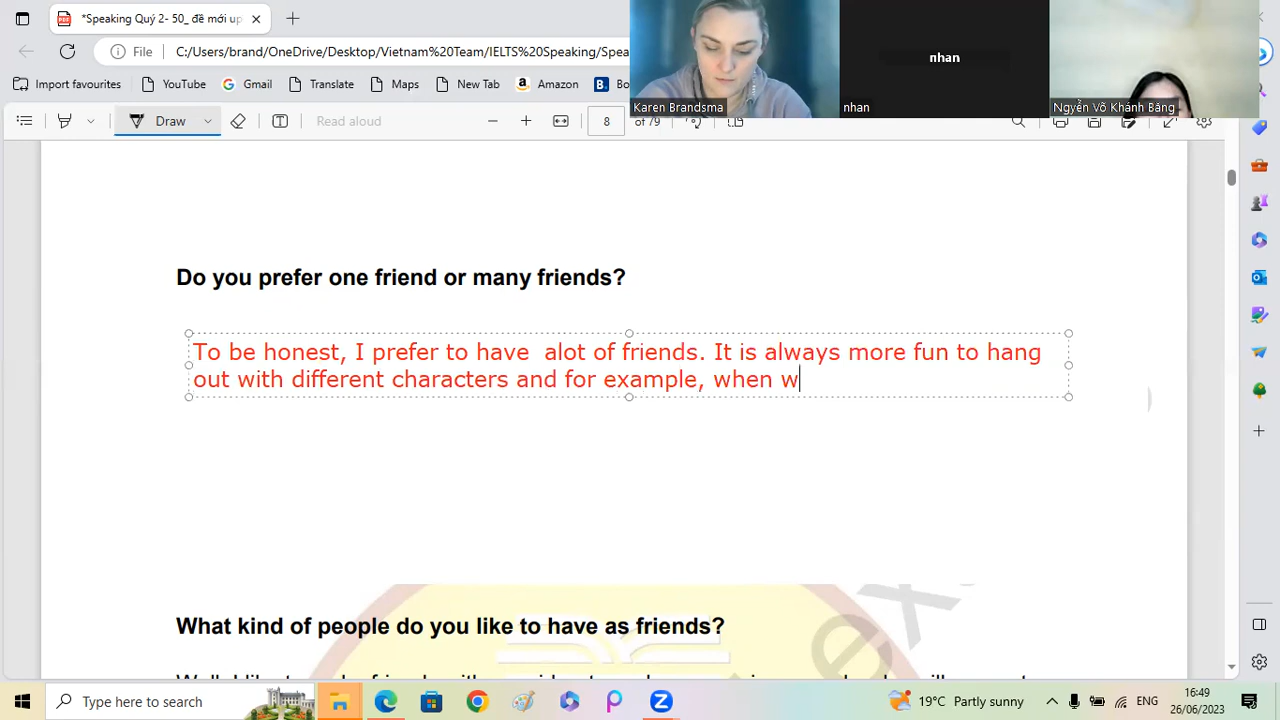 *Speaking Quý 2- 50_ đề mới up
File
C:/Users/brand/OneDrive/Desktop/Vietnam%20Team/IELTS%20Speaking/Spea
Import favourites YouTube Gmail Translate Maps New Tab Amazon Bo
Draw Read aloud 8 of 79
Karen Brandsma
nhan
nhan
Ngyễn Võ Khánh Băng
Do you prefer one friend or many friends?
To be honest, I prefer to have  alot of friends. It is always more fun to hang
out with different characters and for example, when w
What kind of people do you like to have as friends?
Type here to search
19°C Partly sunny
ENG
16:49
26/06/2023